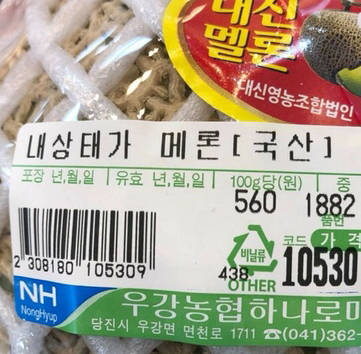 대신
멜론
대신영농조합법인
내상태가 메론[국산]
포장 년,월,일 유효 년,월,일 100g당(원) 중
560 1882
품번
코드 가격
비닐류
438 10530
OTHER
2 308180 105309
NH
NongHyup
우강농협하나로마
당진시 우강면 면천로 1711 ☎(041)362